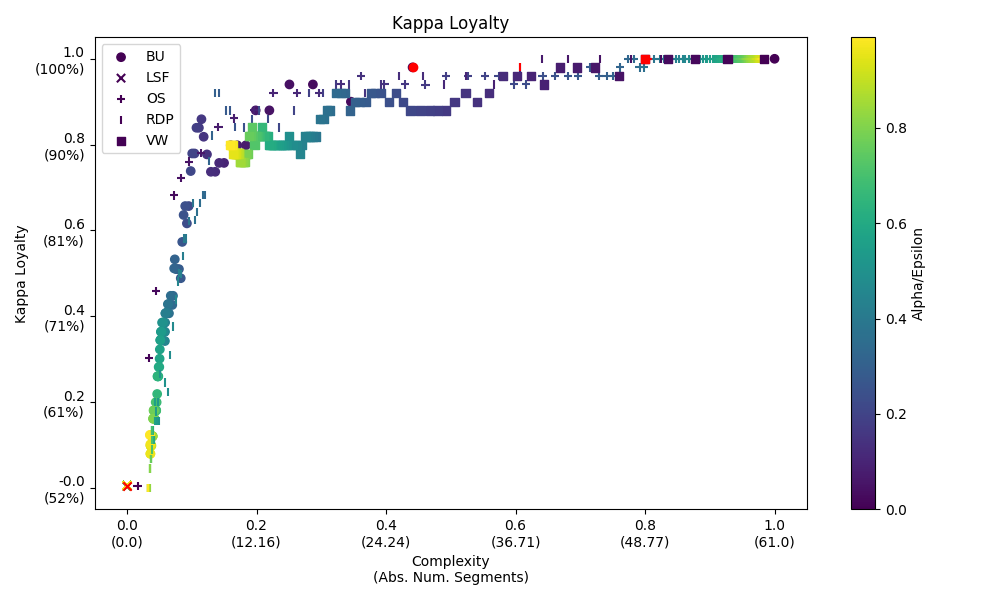 Kappa Loyalty
1.0
(100%)
0.8
(90%)
0.6
(81%)
0.4
(71%)
0.2
(61%)
-0.0
(52%)
Kappa Loyalty
BU
LSF
OS
RDP
VW
0.0
(0.0)
0.2
(12.16)
0.4
(24.24)
0.6
(36.71)
0.8
(48.77)
1.0
(61.0)
Complexity
(Abs. Num. Segments)
0.8
0.6
0.4
0.2
0.0
Alpha/Epsilon